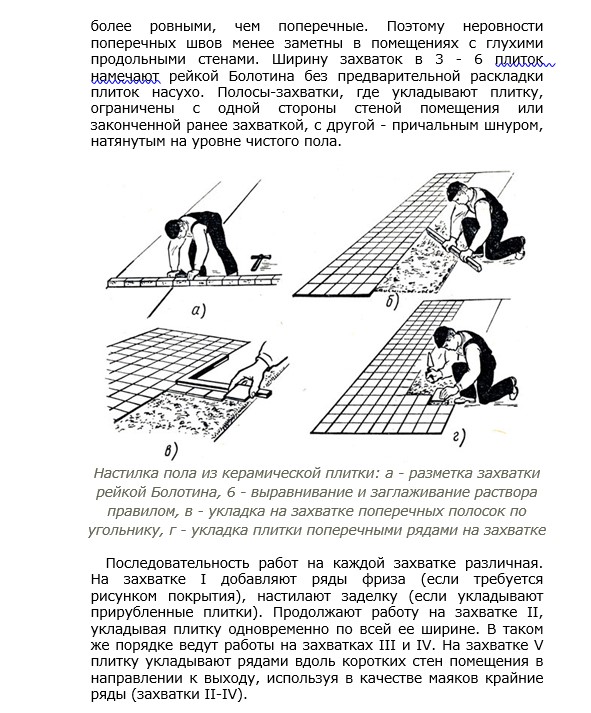 более ровными, чем поперечные. Поэтому неровности
поперечных швов менее заметны в помещениях с глухими
продольными стенами. Ширину захваток в 3 - 6 плиток
намечают рейкой Болотина без предварительной раскладки
плиток насухо. Полосы-захватки, где укладывают плитку,
ограничены с одной стороны стеной помещения или
законченной ранее захваткой, с другой - причальным шнуром,
натянутым на уровне чистого пола.
а)
б)
в)
г)
Настилка пола из керамической плитки: а - разметка захватки
рейкой Болотина, 6 - выравнивание и заглаживание раствора
правилом, в - укладка на захватке поперечных полосок по
угольнику, г - укладка плитки поперечными рядами на захватке
Последовательность работ на каждой захватке различная.
На захватке I добавляют ряды фриза (если требуется
рисунком покрытия), настилают заделку (если укладывают
прирубленные плитки). Продолжают работу на захватке II,
укладывая плитку одновременно по всей ее ширине. В таком
же порядке ведут работы на захватках III и IV. На захватке V
плитку укладывают рядами вдоль коротких стен помещения в
направлении к выходу, используя в качестве маяков крайние
ряды (захватки II-IV).